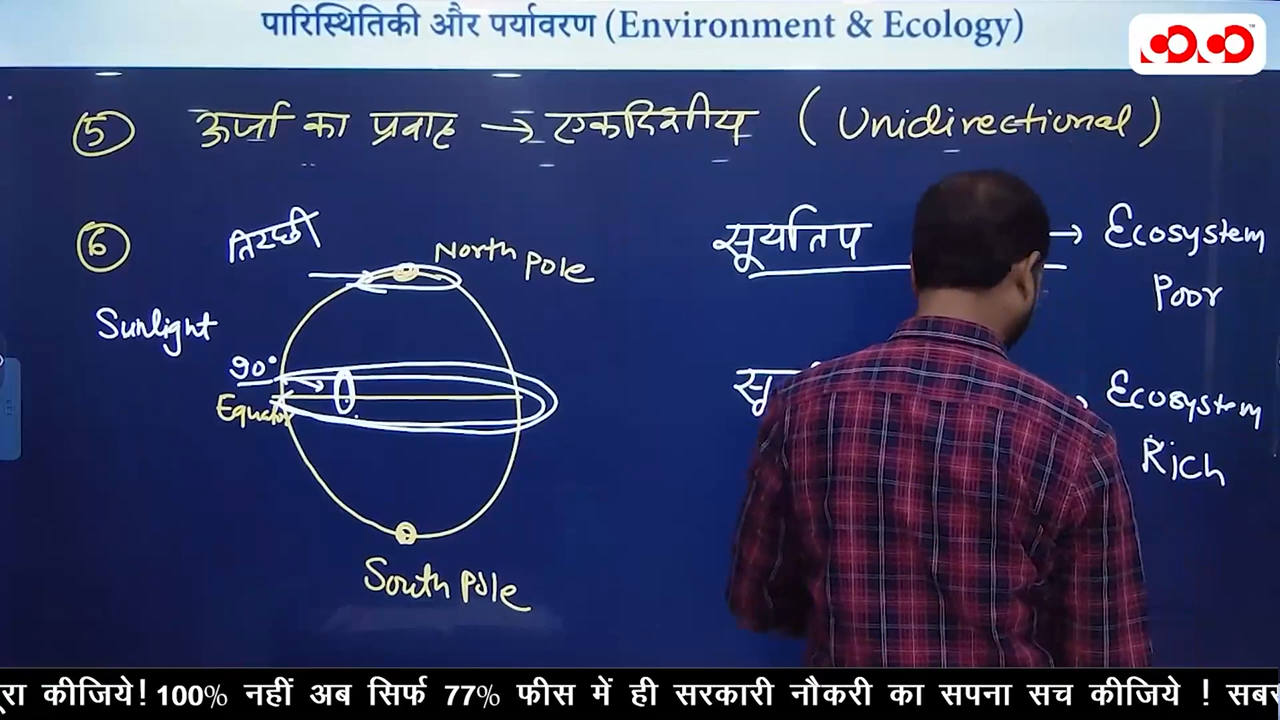 पारिस्थितिकी और पर्यावरण (Environment & Ecology)
5 ऊर्जा का प्रवाह → एकदिशीय (Unidirectional)
6
तिरछी
North pole
Sunlight
90°
Equator
South pole
सूर्यातप
→ Ecosystem
Poor
Ecosystem
Rich
कीजिये! 100% नहीं अब सिर्फ 77% फीस में ही सरकारी नौकरी का सपना सच कीजिये !